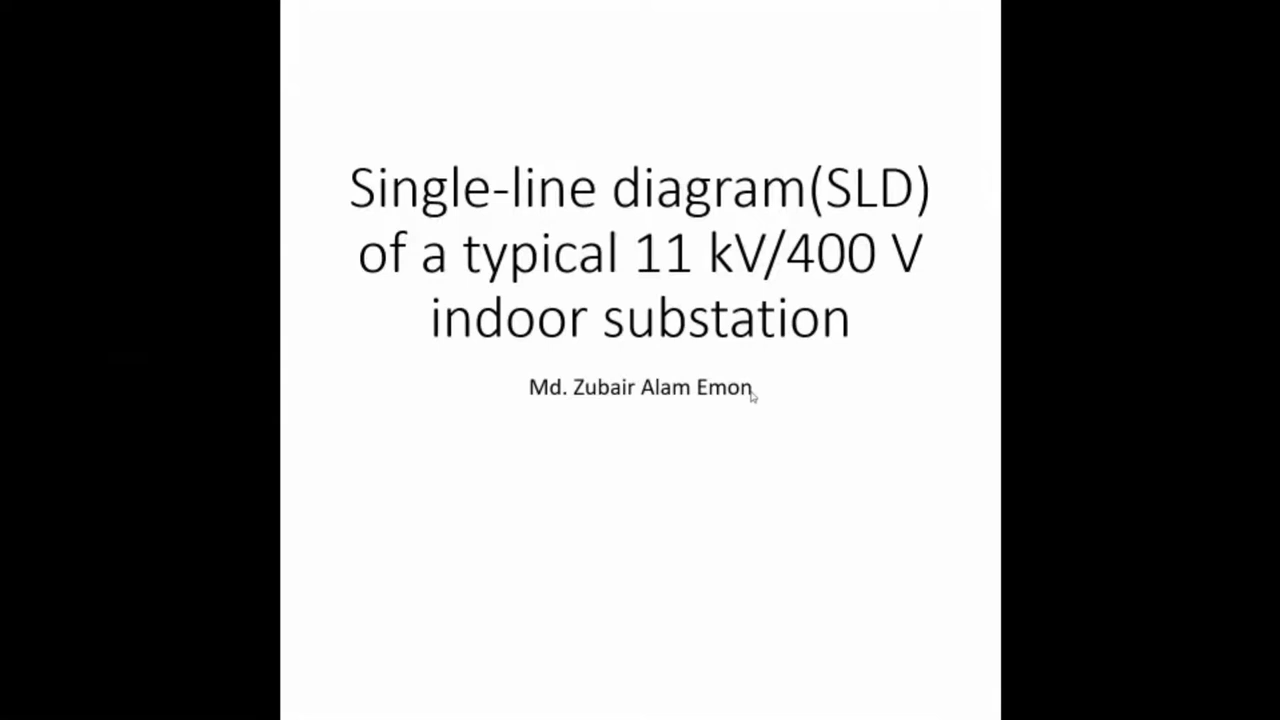 Single-line diagram(SLD)
of a typical 11 kV/400 V
indoor substation
Md. Zubair Alam Emon